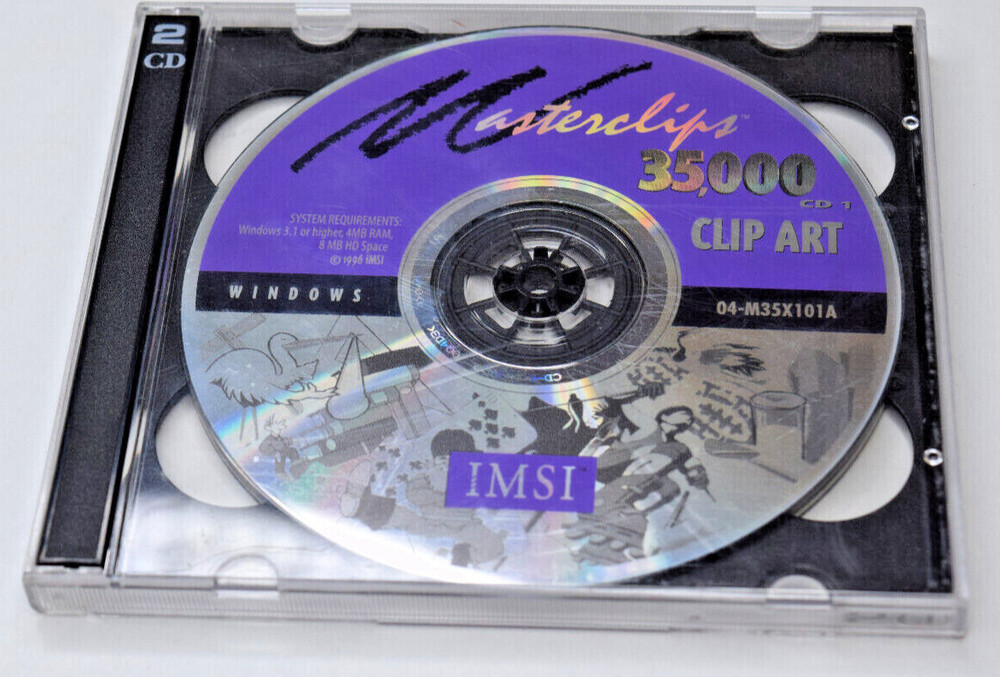 2
CD
Masterclips™
35,000
CD 1
CLIP ART
SYSTEM REQUIREMENTS:
Windows 3.1 or higher, 4MB RAM,
8 MB HD Space
© 1996 IMSI
WINDOWS
04-M35X101A
IMSI